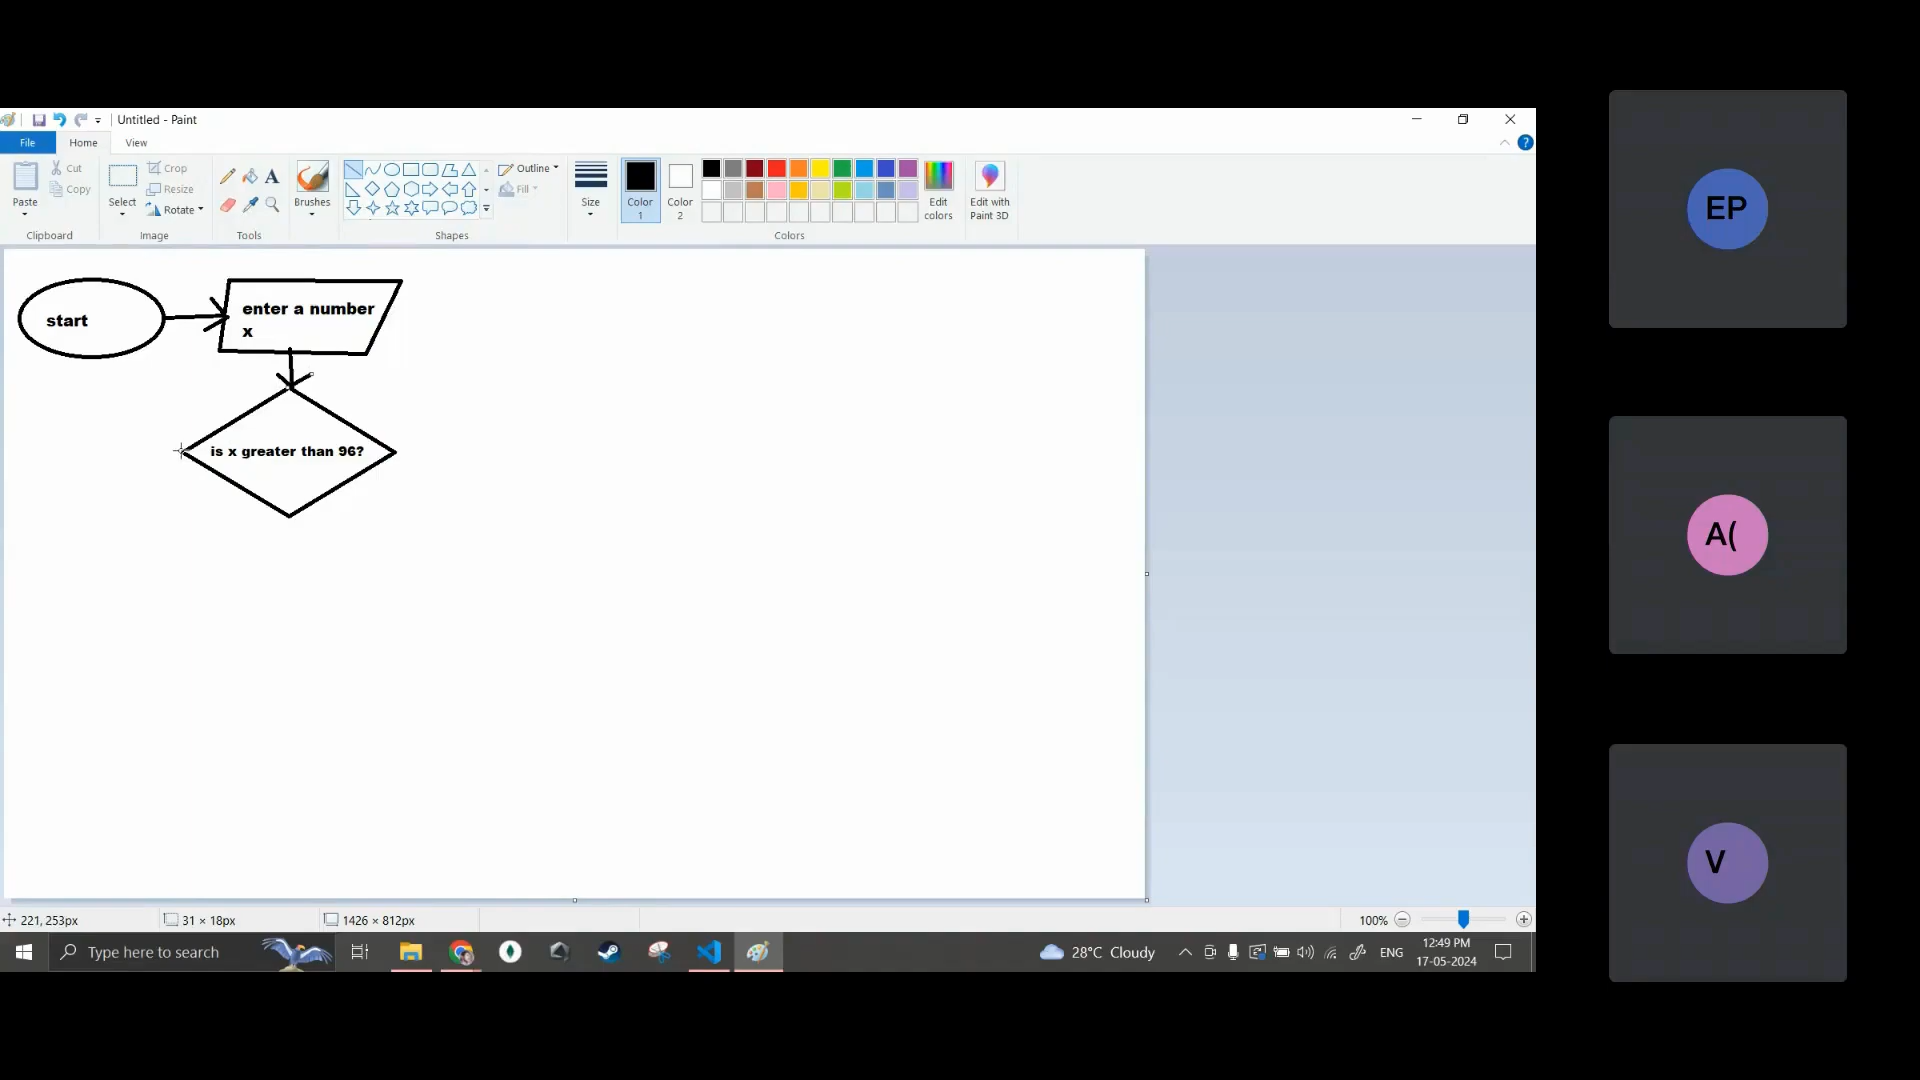 Untitled - Paint
File Home View
Paste
Cut
Copy
Clipboard
Select
Crop
Resize
Rotate
Image
A
Tools
Brushes
Outline
Fill
Shapes
Size
Color
1
Color
2
Edit
colors
Colors
Edit with
Paint 3D
start
enter a number
x
is x greater than 96?
221, 253px
31 × 18px
1426 × 812px
100%
Type here to search
28°C Cloudy
ENG
12:49 PM
17-05-2024
EP
A(
V